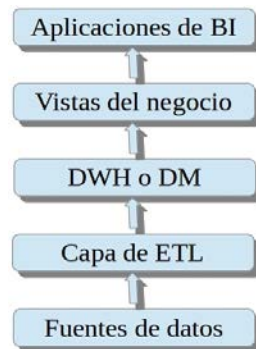 Aplicaciones de BI
Vistas del negocio
DWH o DM
Capa de ETL
Fuentes de datos